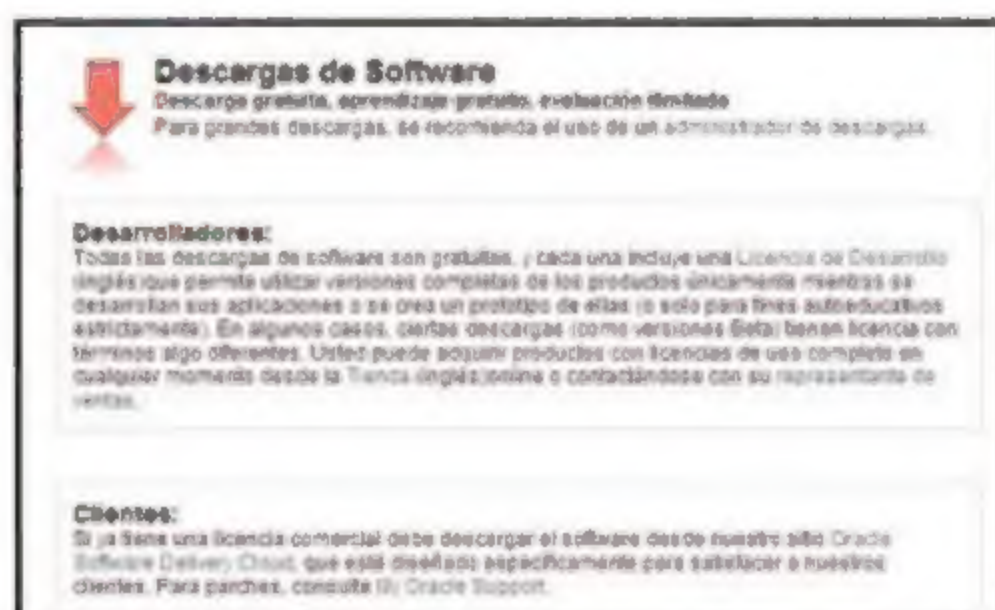 Descargas de Software
Descarga gratuita, aprendizaje gratuito, evaluación ilimitada
Para grandes descargas, se recomienda el uso de un administrador de descargas.
Desarrolladores:
Todas las descargas de software son gratuitas, y cada una incluye una Licencia de Desarrollo
(inglés) que permite utilizar versiones completas de los productos únicamente mientras se
desarrollan sus aplicaciones o se crea un prototipo de ellas (o solo para fines autoeducativos
estrictamente). En algunos casos, ciertas descargas (como versiones Beta) tienen licencia con
términos algo diferentes. Usted puede adquirir productos con licencias de uso completo en
cualquier momento desde la Tienda (inglés)online o contactándose con su representante de
ventas.
Clientes:
Si ya tiene una licencia comercial debe descargar el software desde nuestro sitio Oracle
Software Delivery Cloud, que está diseñado específicamente para satisfacer a nuestros
clientes. Para parches, consulte My Oracle Support.